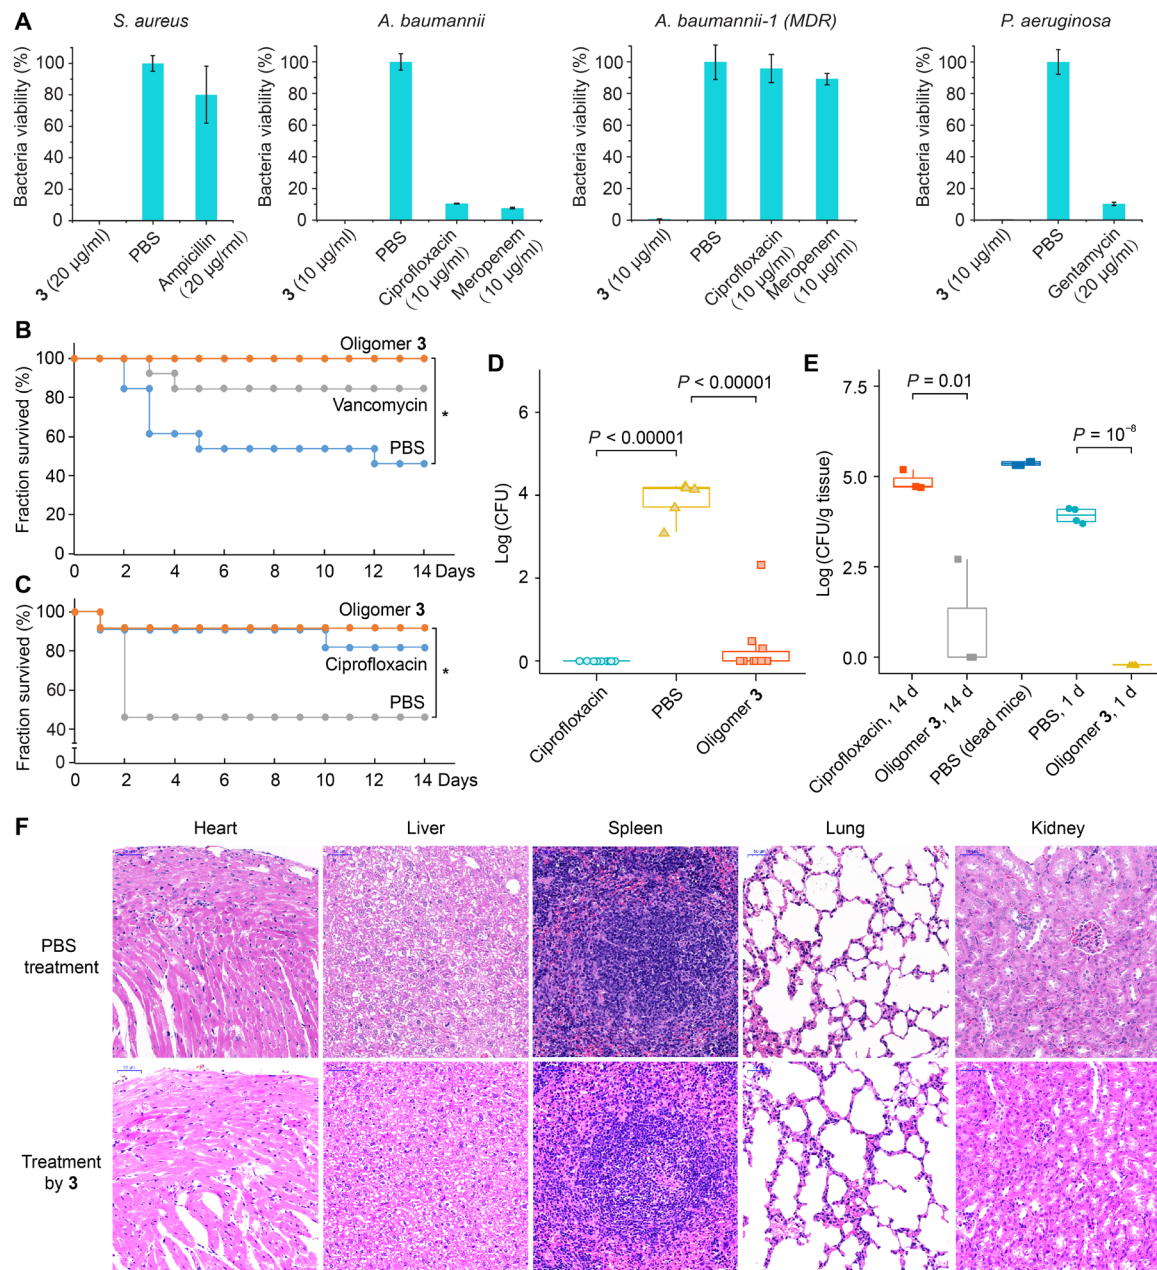 A
S. aureus
Bacteria viability (%)
100
80
60
40
20
0
3 (20 µg/ml)
PBS
Ampicillin
(20 µg/rml)
A. baumannii
Bacteria viability (%)
100
80
60
40
20
0
3 (10 µg/ml)
PBS
Ciprofloxacin
(10 µg/ml)
Meropenem
(10 µg/ml)
A. baumannii-1 (MDR)
Bacteria viability (%)
100
80
60
40
20
0
3 (10 µg/ml)
PBS
Ciprofloxacin
(10 µg/ml)
Meropenem
(10 µg/ml)
P. aeruginosa
Bacteria viability (%)
100
80
60
40
20
0
3 (10 µg/ml)
PBS
Gentamycin
(20 µg/ml)
B
Fraction survived (%)
100
80
60
40
20
0
Oligomer 3
Vancomycin
PBS
*
0 2 4 6 8 10 12 14 Days
C
Fraction survived (%)
100
80
60
40
0
Oligomer 3
Ciprofloxacin
PBS
*
0 2 4 6 8 10 12 14 Days
D
Log (CFU)
6
4
2
0
P < 0.00001
P < 0.00001
Ciprofloxacin
PBS
Oligomer 3
E
Log (CFU/g tissue)
7.5
5.0
2.5
0.0
P = 0.01
P = 10⁻⁸
Ciprofloxacin, 14 d
Oligomer 3, 14 d
PBS (dead mice)
PBS, 1 d
Oligomer 3, 1 d
F
Heart Liver Spleen Lung Kidney
PBS
treatment
Treatment
by 3